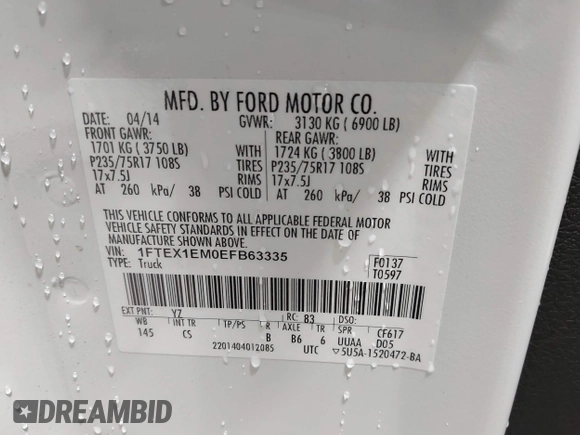 MFD. BY FORD MOTOR CO.
DATE: 04/14 GVWR: 3130 KG ( 6900 LB)
FRONT GAWR: REAR GAWR:
1701 KG ( 3750 LB) WITH 1724 KG ( 3800 LB) WITH
P235/75R17 108S TIRES P235/75R17 108S TIRES
17x7.5J RIMS 17x7.5J RIMS
AT 260 kPa/ 38 PSI COLD AT 260 kPa/ 38 PSI COLD
THIS VEHICLE CONFORMS TO ALL APPLICABLE FEDERAL MOTOR
VEHICLE SAFETY STANDARDS IN EFFECT ON THE DATE OF
MANUFACTURE SHOWN ABOVE.
VIN: 1FTEX1EM0EFB63335 F0137
TYPE: Truck T0597
EXT PNT: YZ RC: 83 DSO:
WB INT TR TP/PS R AXLE TR SPR CF617
145 CS B B6 6 UUAA D05
2201404012085 UTC ▽5U5A-1520472-BA
DREAMBID